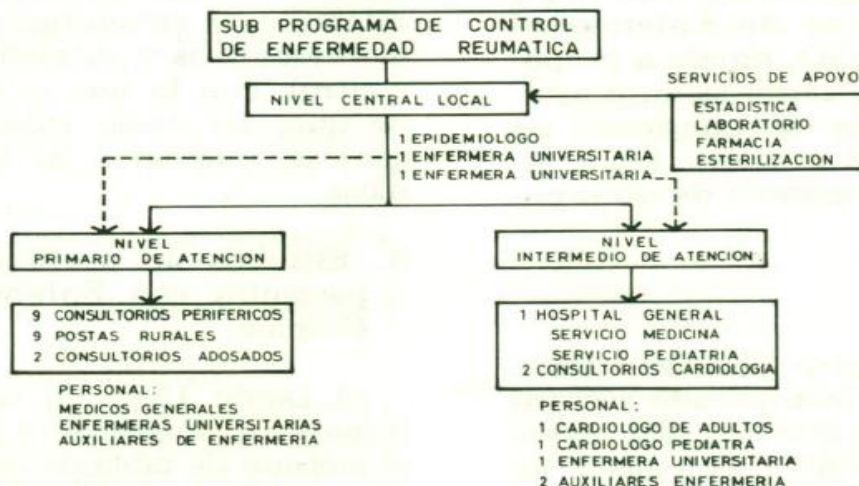 SUB PROGRAMA DE CONTROL
DE ENFERMEDAD REUMATICA
NIVEL CENTRAL LOCAL
SERVICIOS DE APOYO
ESTADISTICA
LABORATORIO
FARMACIA
ESTERILIZACION
1 EPIDEMIOLOGO
1 ENFERMERA UNIVERSITARIA
1 ENFERMERA UNIVERSITARIA
NIVEL
PRIMARIO DE ATENCION
NIVEL
INTERMEDIO DE ATENCION
9 CONSULTORIOS PERIFERICOS
9 POSTAS RURALES
2 CONSULTORIOS ADOSADOS
PERSONAL:
MEDICOS GENERALES
ENFERMERAS UNIVERSITARIAS
AUXILIARES DE ENFERMERIA
1 HOSPITAL GENERAL
SERVICIO MEDICINA
SERVICIO PEDIATRIA
2 CONSULTORIOS CARDIOLOGIA
PERSONAL:
1 CARDIOLOGO DE ADULTOS
1 CARDIOLOGO PEDIATRA
1 ENFERMERA UNIVERSITARIA
2 AUXILIARES ENFERMERIA